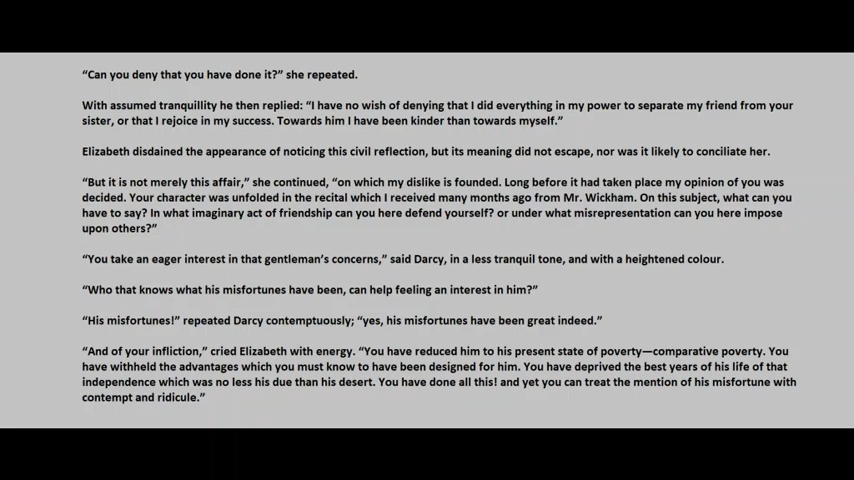 “Can you deny that you have done it?” she repeated.
With assumed tranquillity he then replied: “I have no wish of denying that I did everything in my power to separate my friend from your
sister, or that I rejoice in my success. Towards him I have been kinder than towards myself.”
Elizabeth disdained the appearance of noticing this civil reflection, but its meaning did not escape, nor was it likely to conciliate her.
“But it is not merely this affair,” she continued, “on which my dislike is founded. Long before it had taken place my opinion of you was
decided. Your character was unfolded in the recital which I received many months ago from Mr. Wickham. On this subject, what can you
have to say? In what imaginary act of friendship can you here defend yourself? or under what misrepresentation can you here impose
upon others?”
“You take an eager interest in that gentleman’s concerns,” said Darcy, in a less tranquil tone, and with a heightened colour.
“Who that knows what his misfortunes have been, can help feeling an interest in him?”
“His misfortunes!” repeated Darcy contemptuously; “yes, his misfortunes have been great indeed.”
“And of your infliction,” cried Elizabeth with energy. “You have reduced him to his present state of poverty—comparative poverty. You
have withheld the advantages which you must know to have been designed for him. You have deprived the best years of his life of that
independence which was no less his due than his desert. You have done all this! and yet you can treat the mention of his misfortune with
contempt and ridicule.”